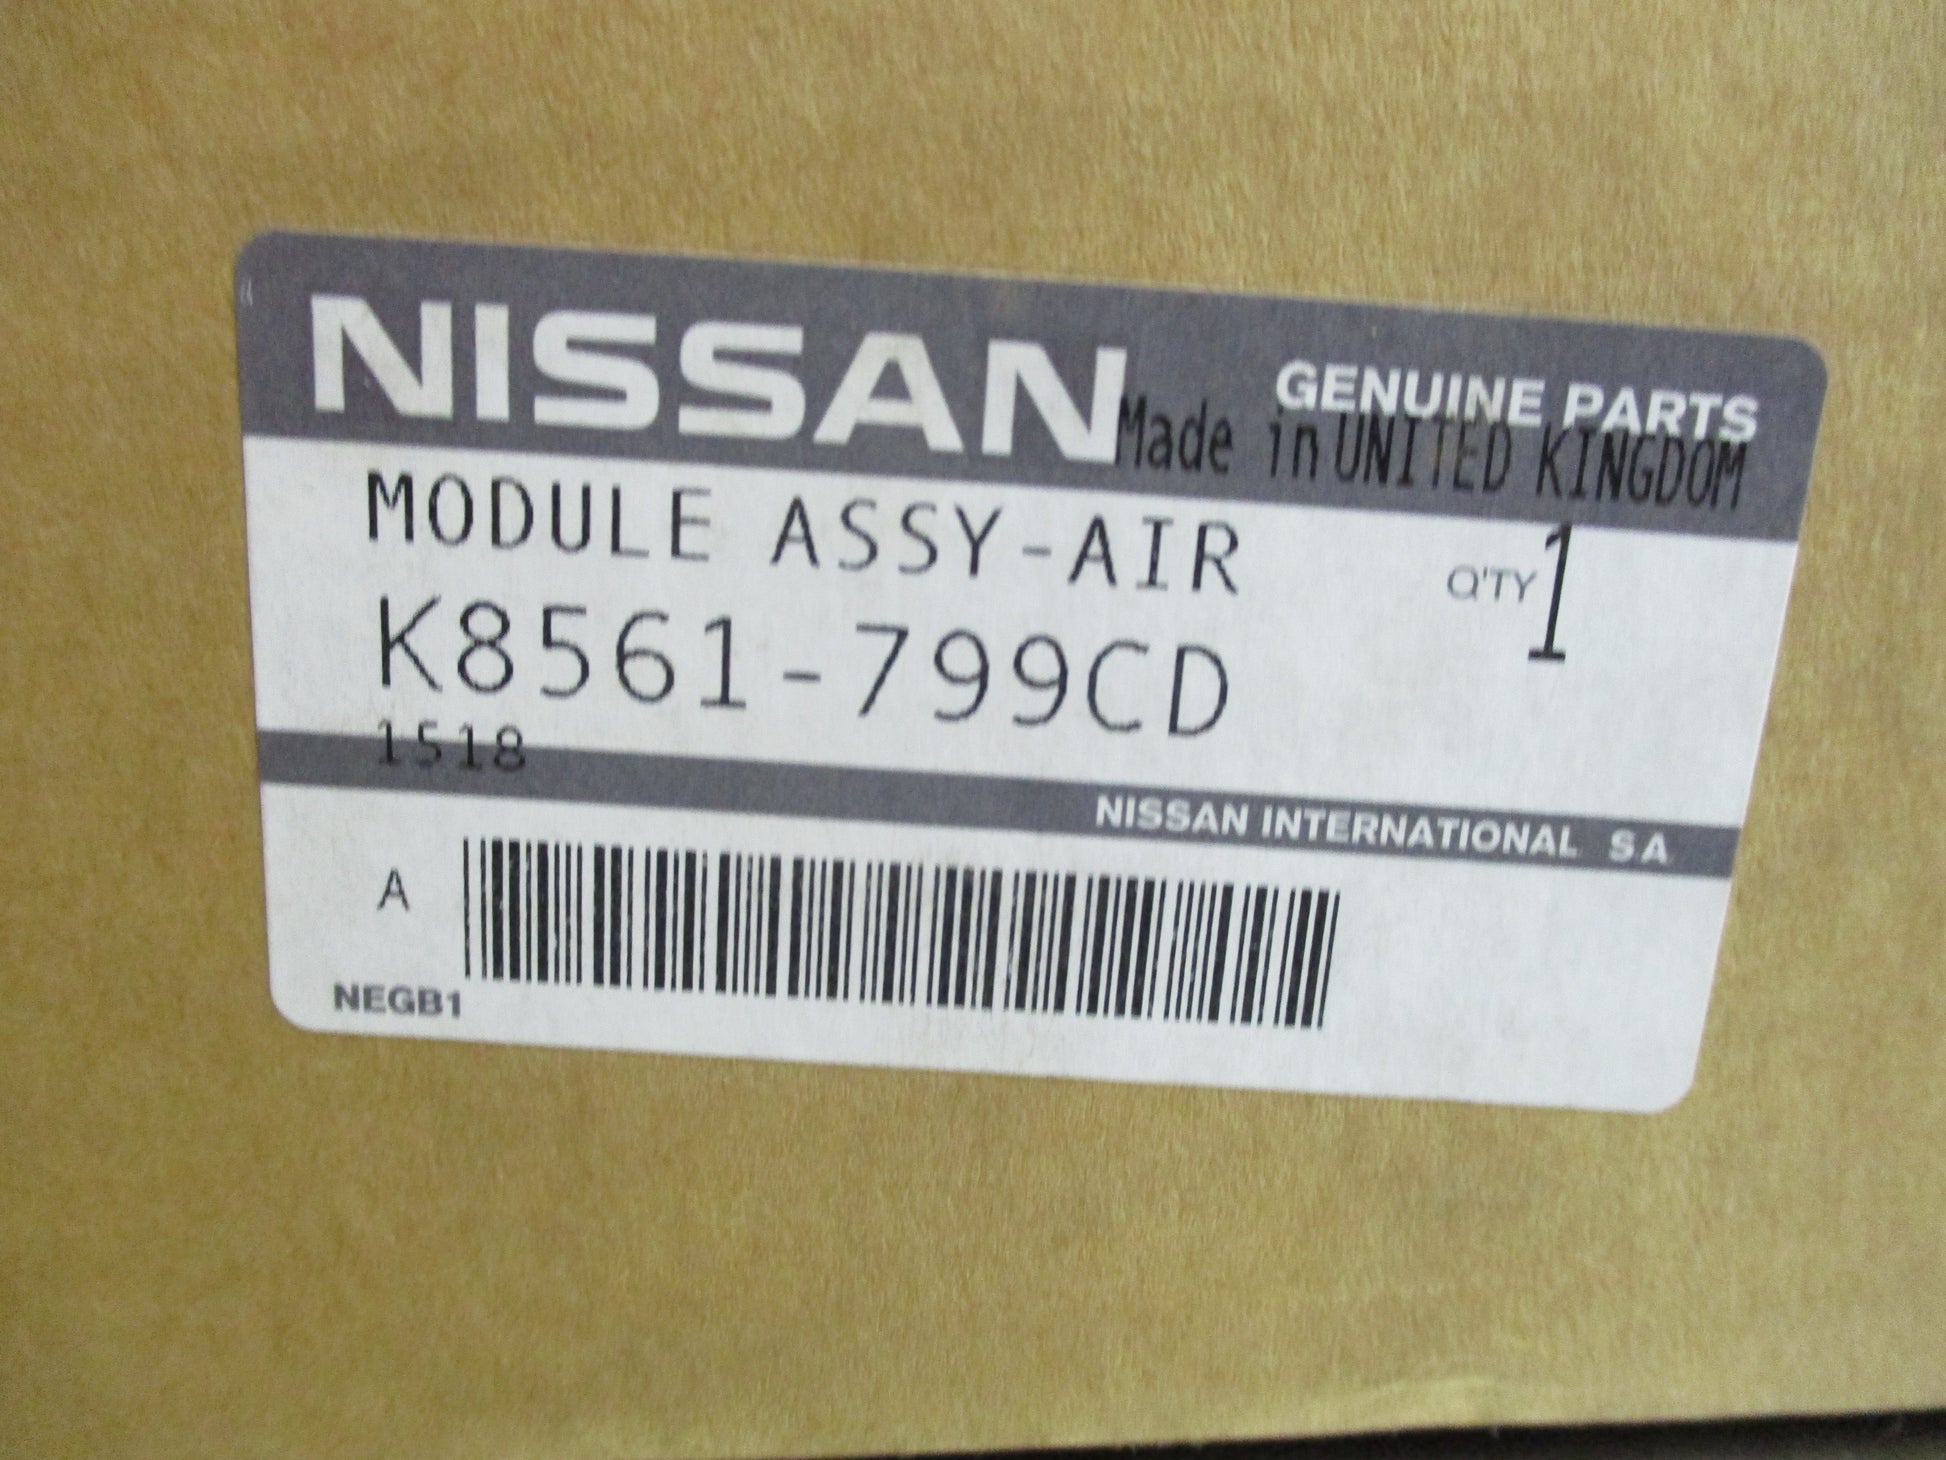 NISSAN GENUINE PARTS
Made in UNITED KINGDOM
MODULE ASSY-AIR
Q'TY 1
K8561-799CD
1518
NISSAN INTERNATIONAL SA
A
NEGB1